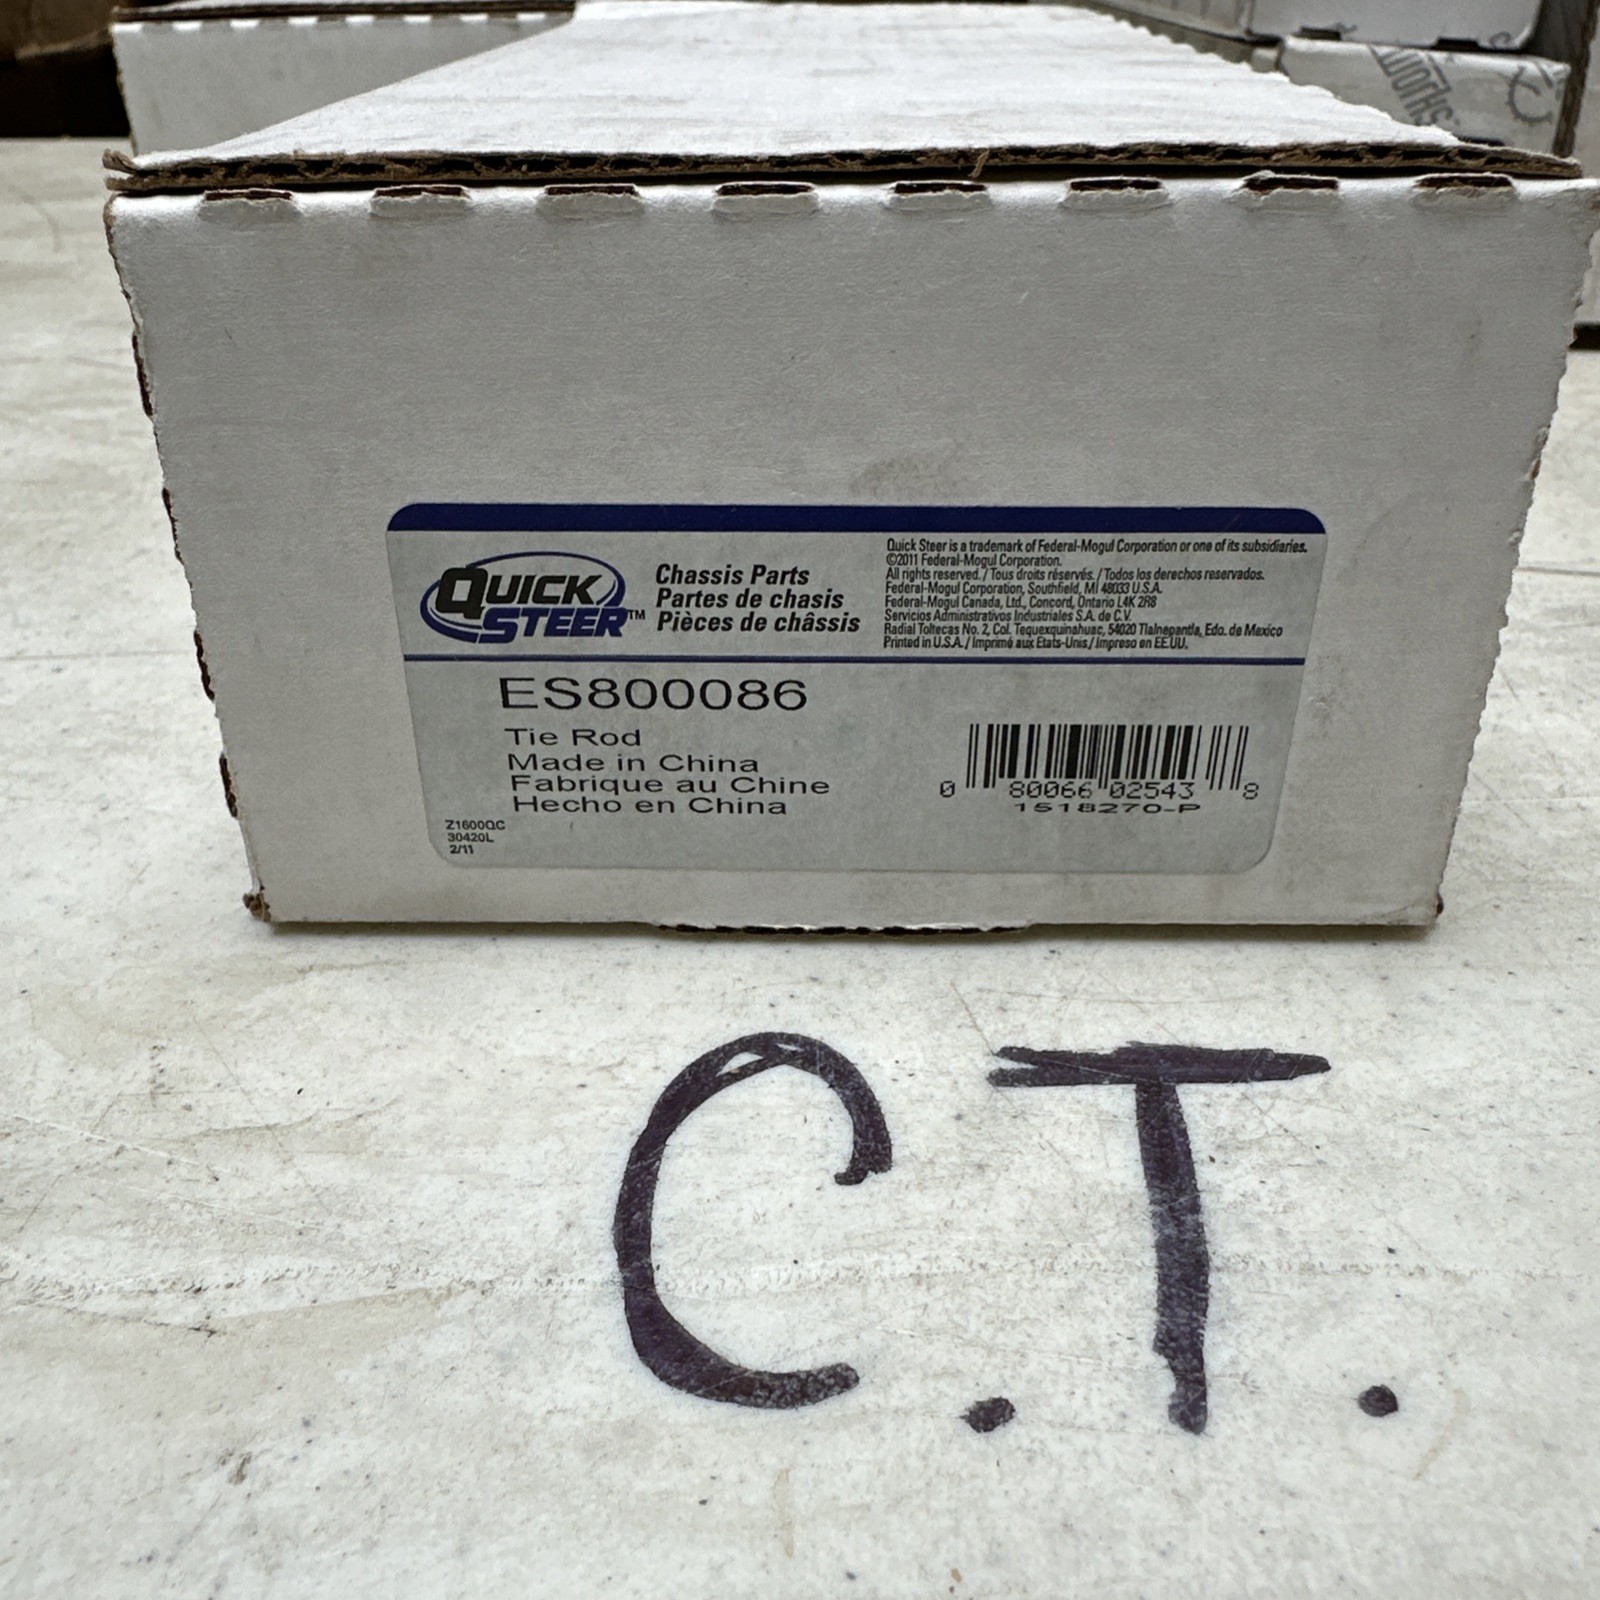 QUICK
STEER™
Chassis Parts
Partes de chasis
Pièces de châssis
Quick Steer is a trademark of Federal-Mogul Corporation or one of its subsidiaries.
©2011 Federal-Mogul Corporation.
All rights reserved. / Tous droits réservés. / Todos los derechos reservados.
Federal-Mogul Corporation, Southfield, MI 48033 U.S.A.
Federal-Mogul Canada, Ltd., Concord, Ontario L4K 2R8
Servicios Administrativos Industriales S.A. de C.V.
Radial Toltecas No. 2, Col. Tequexquinahuac, 54020 Tlalnepantla, Edo. de Mexico
Printed in U.S.A. / Imprimé aux Etats-Unis / Impreso en EE.UU.
ES800086
Tie Rod
Made in China
Fabrique au Chine
Hecho en China
Z1600QC
30420L
2/11
0 80066 02543 8
1518270-P
C.T.